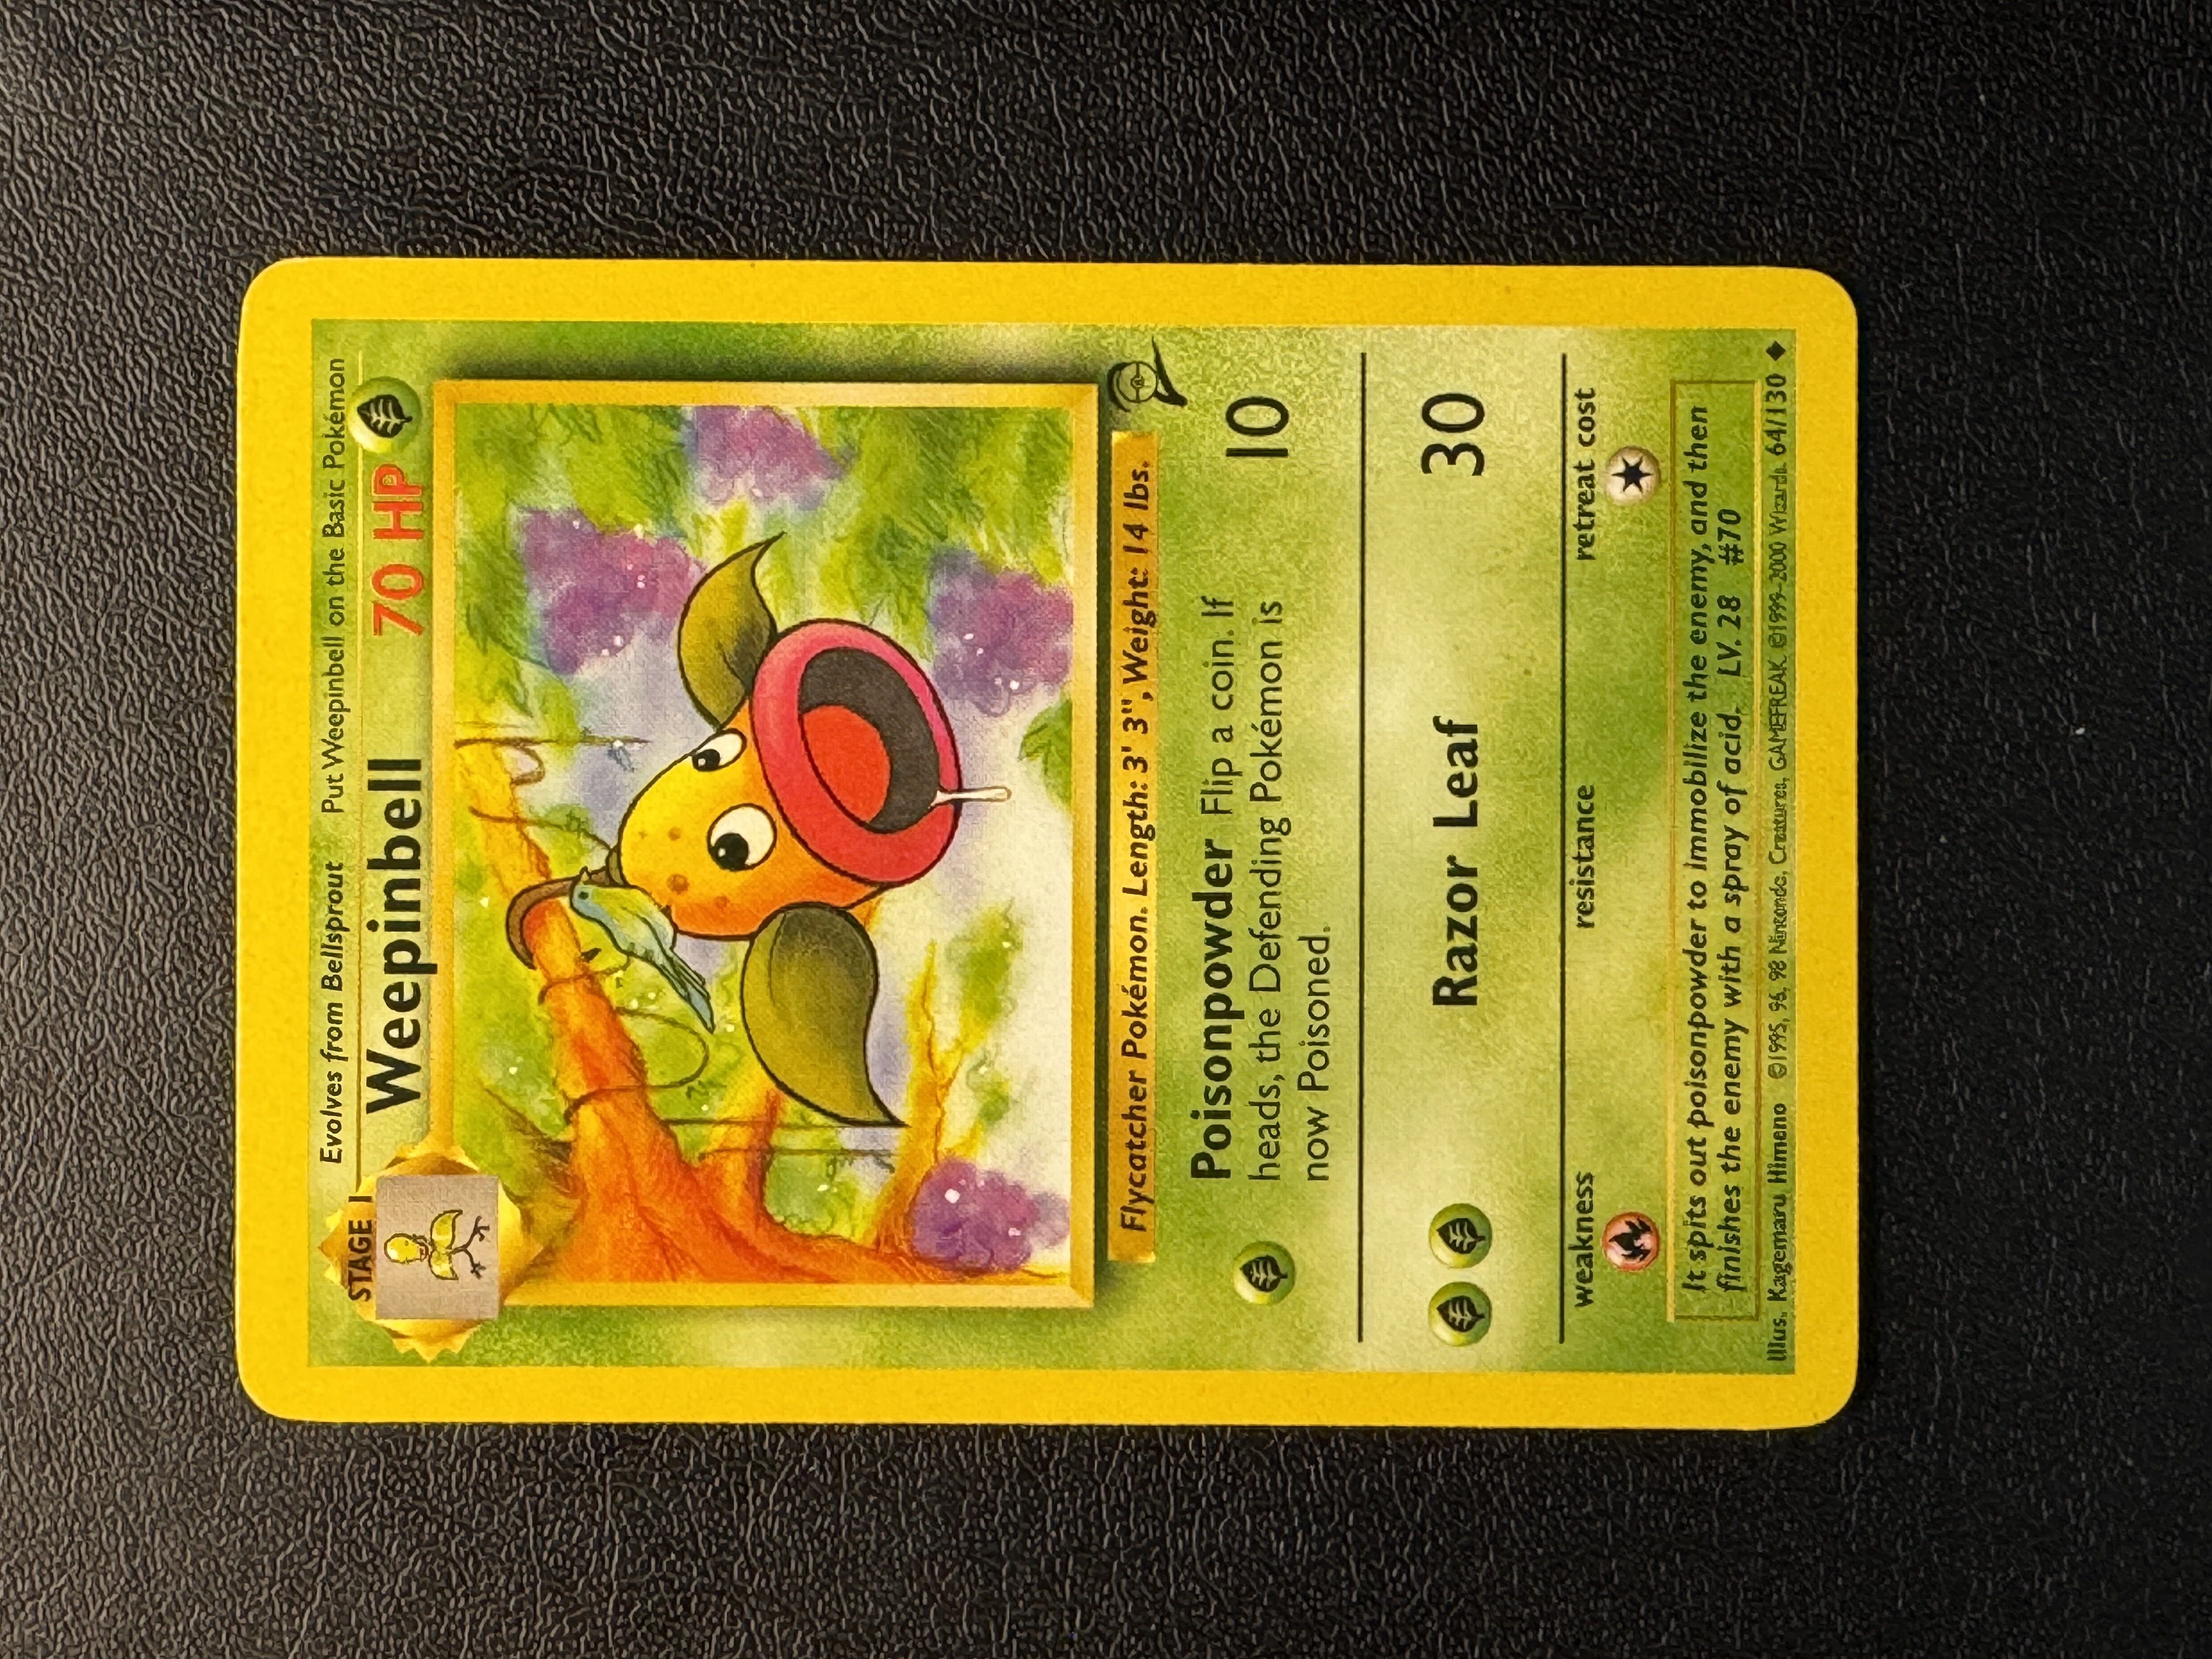 Evolves from Bellsprout Put Weepinbell on the Basic Pokémon
STAGE 1
Weepinbell 70 HP
Flycatcher Pokémon. Length: 3' 3", Weight: 14 lbs.
Poisonpowder Flip a coin. If 10
heads, the Defending Pokémon is
now Poisoned.
Razor Leaf 30
weakness resistance retreat cost
It spits out poisonpowder to immobilize the enemy, and then
finishes the enemy with a spray of acid. LV. 28 #70
Illus. Kagemaru Himeno ©1995, 96, 98 Nintendo, Creatures, GAMEFREAK. ©1999-2000 Wizards. 64/130